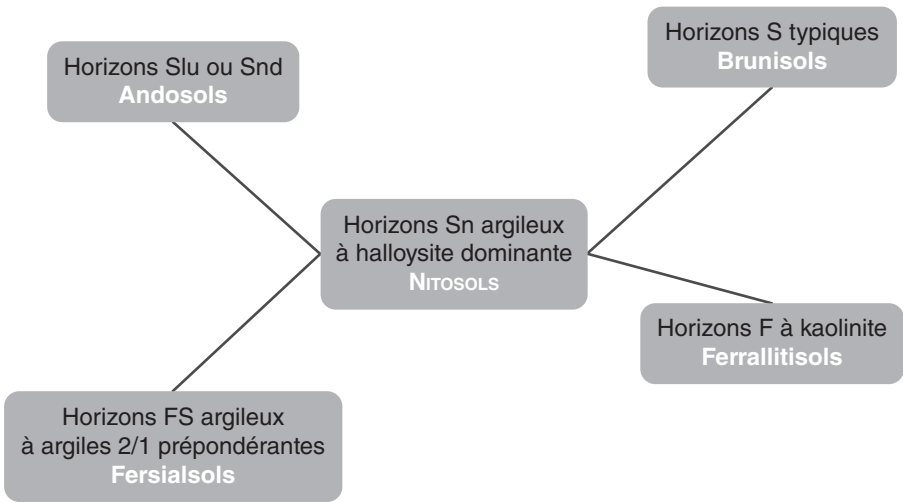 Horizons Slu ou Snd
Andosols
Horizons S typiques
Brunisols
Horizons Sn argileux
à halloysite dominante
NITOSOLS
Horizons F à kaolinite
Ferrallitisols
Horizons FS argileux
à argiles 2/1 prépondérantes
Fersialsols